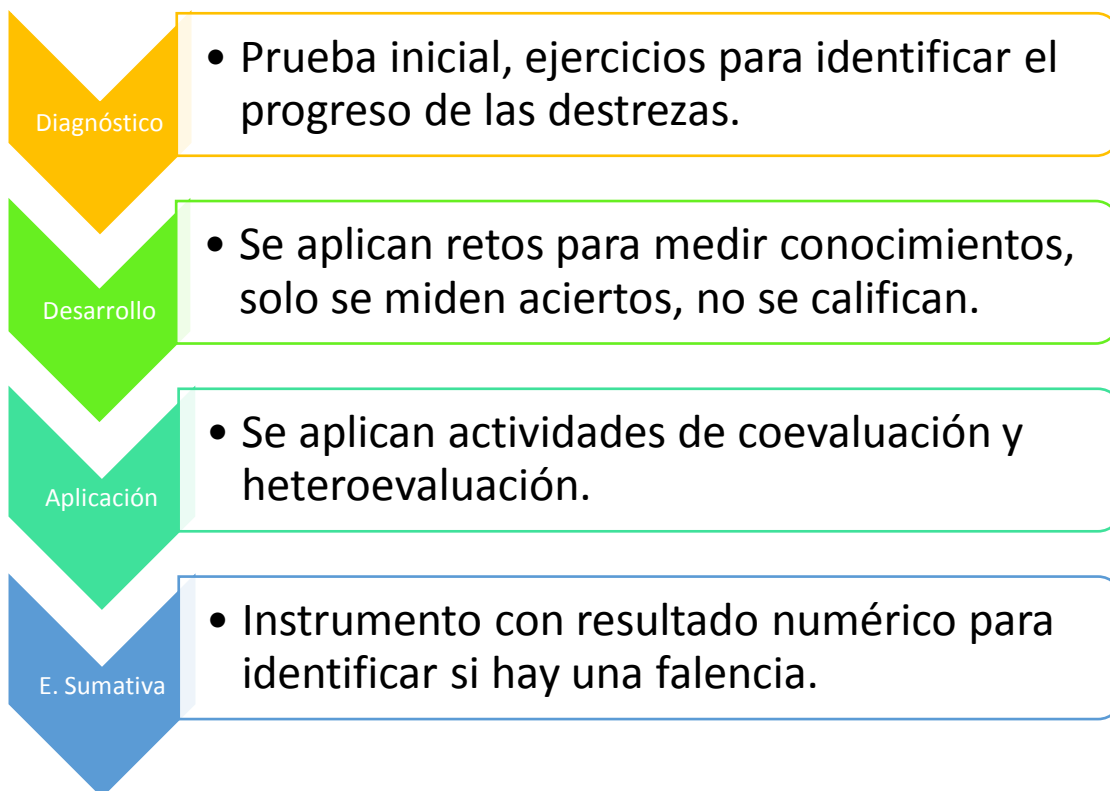 Diagnóstico
• Prueba inicial, ejercicios para identificar el
progreso de las destrezas.
Desarrollo
• Se aplican retos para medir conocimientos,
solo se miden aciertos, no se califican.
Aplicación
• Se aplican actividades de coevaluación y
heteroevaluación.
E. Sumativa
• Instrumento con resultado numérico para
identificar si hay una falencia.